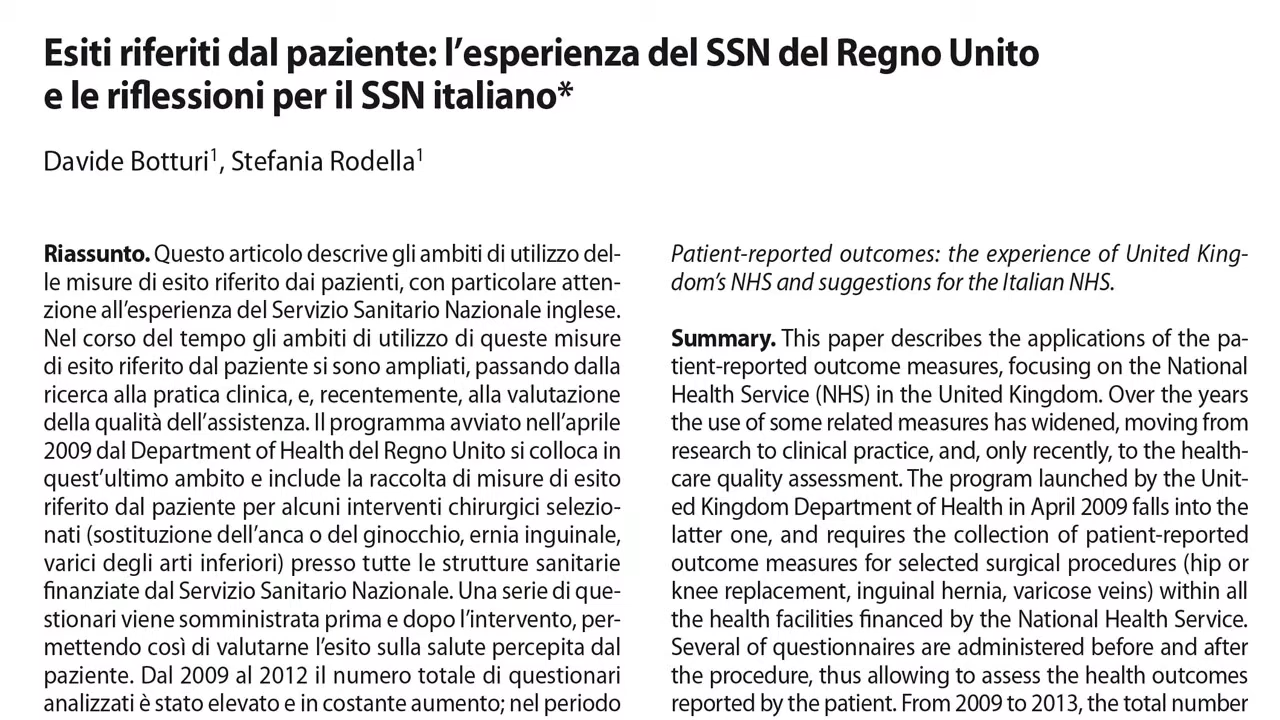 Esiti riferiti dal paziente: l’esperienza del SSN del Regno Unito
e le riflessioni per il SSN italiano*
Davide Botturi1, Stefania Rodella1
Riassunto. Questo articolo descrive gli ambiti di utilizzo del-
le misure di esito riferito dai pazienti, con particolare atten-
zione all’esperienza del Servizio Sanitario Nazionale inglese.
Nel corso del tempo gli ambiti di utilizzo di queste misure
di esito riferito dal paziente si sono ampliati, passando dalla
ricerca alla pratica clinica, e, recentemente, alla valutazione
della qualità dell’assistenza. Il programma avviato nell’aprile
2009 dal Department of Health del Regno Unito si colloca in
quest’ultimo ambito e include la raccolta di misure di esito
riferito dal paziente per alcuni interventi chirurgici selezio-
nati (sostituzione dell’anca o del ginocchio, ernia inguinale,
varici degli arti inferiori) presso tutte le strutture sanitarie
finanziate dal Servizio Sanitario Nazionale. Una serie di que-
stionari viene somministrata prima e dopo l’intervento, per-
mettendo così di valutarne l’esito sulla salute percepita dal
paziente. Dal 2009 al 2012 il numero totale di questionari
analizzati è stato elevato e in costante aumento; nel periodo
Patient-reported outcomes: the experience of United King-
dom’s NHS and suggestions for the Italian NHS.
Summary. This paper describes the applications of the pa-
tient-reported outcome measures, focusing on the National
Health Service (NHS) in the United Kingdom. Over the years
the use of some related measures has widened, moving from
research to clinical practice, and, only recently, to the health-
care quality assessment. The program launched by the Unit-
ed Kingdom Department of Health in April 2009 falls into the
latter one, and requires the collection of patient-reported
outcome measures for selected surgical procedures (hip or
knee replacement, inguinal hernia, varicose veins) within all
the health facilities financed by the National Health Service.
Several of questionnaires are administered before and after
the procedure, thus allowing to assess the health outcomes
reported by the patient. From 2009 to 2013, the total number